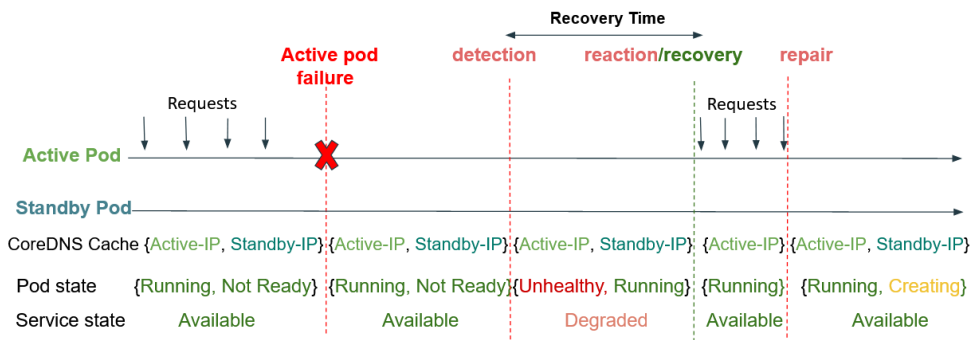 Recovery Time
Active pod failure
detection
reaction/recovery
repair
Requests
Requests
Active Pod
Standby Pod
CoreDNS Cache {Active-IP, Standby-IP} {Active-IP, Standby-IP} {Active-IP, Standby-IP} {Active-IP} {Active-IP, Standby-IP}
Pod state {Running, Not Ready} {Running, Not Ready} {Unhealthy, Running} {Running} {Running, Creating}
Service state Available Available Degraded Available Available